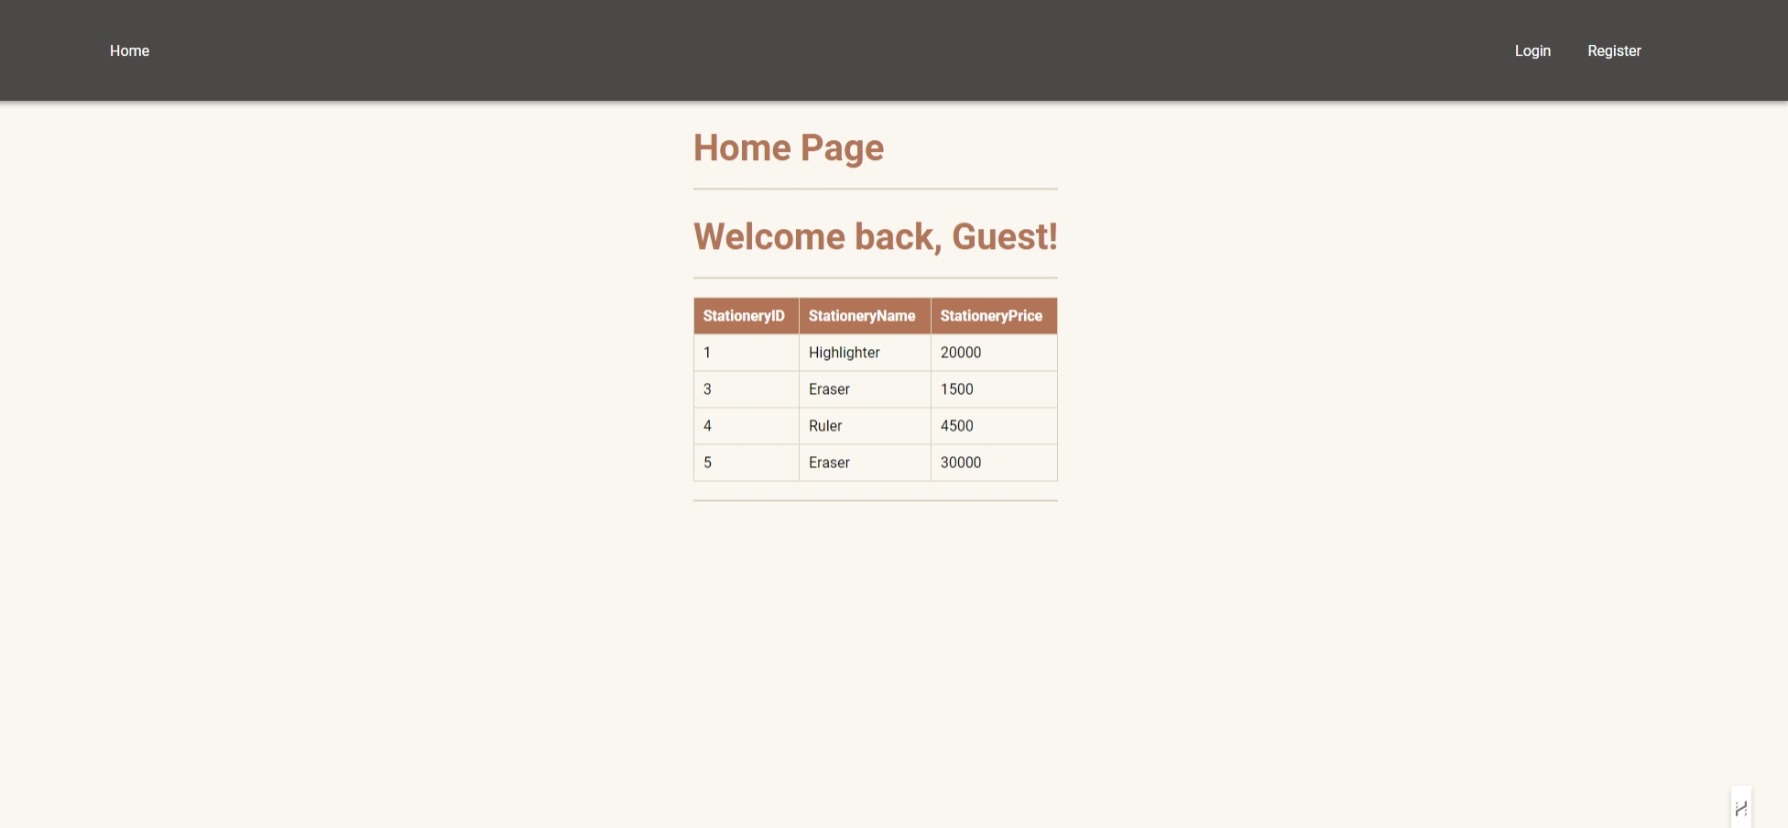 Home Login Register
Home Page
Welcome back, Guest!
StationeryID StationeryName StationeryPrice
1 Highlighter 20000
3 Eraser 1500
4 Ruler 4500
5 Eraser 30000